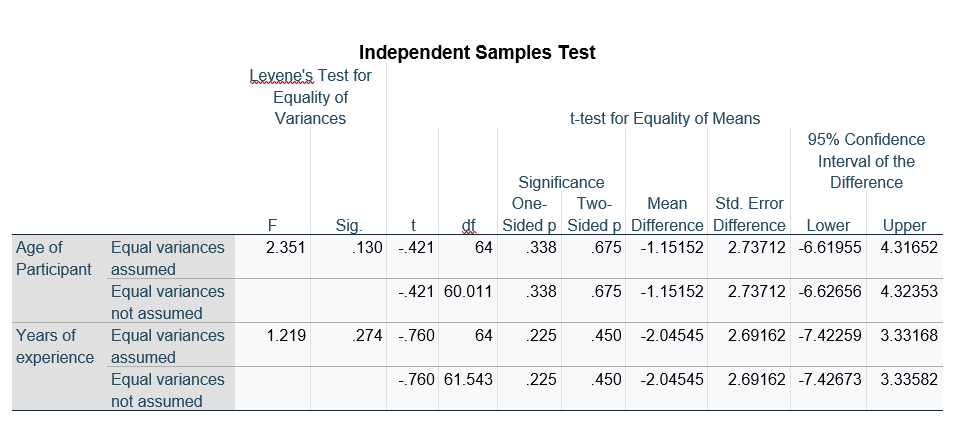 Independent Samples Test
Levene's Test for
Equality of
Variances
t-test for Equality of Means
95% Confidence
Interval of the
Difference
Significance
One- Two- Mean Std. Error
F Sig. t df Sided p Sided p Difference Difference Lower Upper
Age of Equal variances 2.351 .130 -.421 64 .338 .675 -1.15152 2.73712 -6.61955 4.31652
Participant assumed
Equal variances -.421 60.011 .338 .675 -1.15152 2.73712 -6.62656 4.32353
not assumed
Years of Equal variances 1.219 .274 -.760 64 .225 .450 -2.04545 2.69162 -7.42259 3.33168
experience assumed
Equal variances -.760 61.543 .225 .450 -2.04545 2.69162 -7.42673 3.33582
not assumed